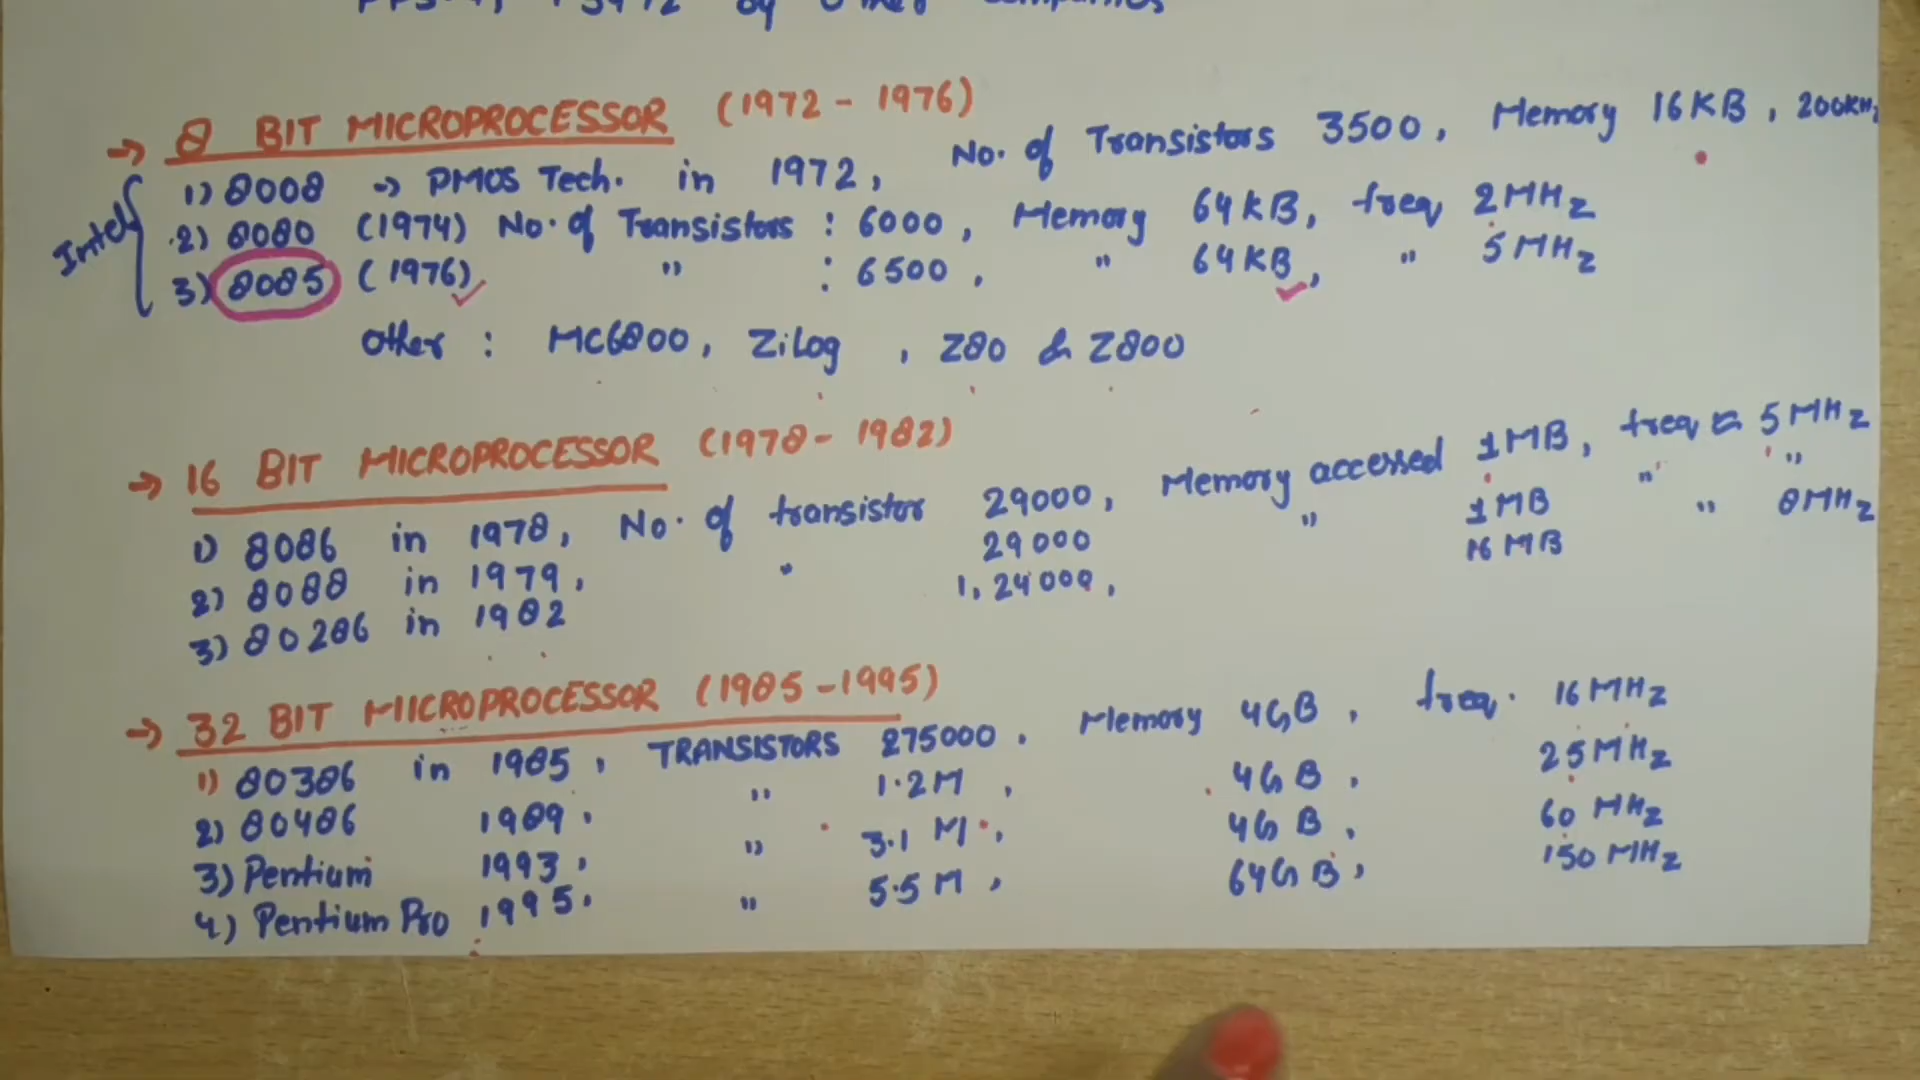 by other companies
→ 8 BIT MICROPROCESSOR (1972 - 1976)
Intel
1) 8008 → PMOS Tech. in 1972, No. of Transistors 3500, Memory 16KB, 200KHz
2) 8080 (1974) No. of Transistors : 6000, Memory 64KB, freq 2MHz
3) 8085 (1976) " : 6500, " 64KB, " 5MHz
Other : MC6800, Zilog, Z80 & Z800
→ 16 BIT MICROPROCESSOR (1978 - 1982)
1) 8086 in 1978, No. of transistor 29000, Memory accessed 1MB, freq = 5MHz
2) 8088 in 1979, " 29000 " 1MB " "
3) 80286 in 1982 1,24000, 16MB " 8MHz
→ 32 BIT MICROPROCESSOR (1985 - 1995)
1) 80386 in 1985, TRANSISTORS 275000, Memory 4GB, freq. 16MHz
2) 80486 1989, " 1.2M, 4GB, 25MHz
3) Pentium 1993, " 3.1M, 4GB, 60MHz
4) Pentium Pro 1995, " 5.5M, 64GB, 150MHz